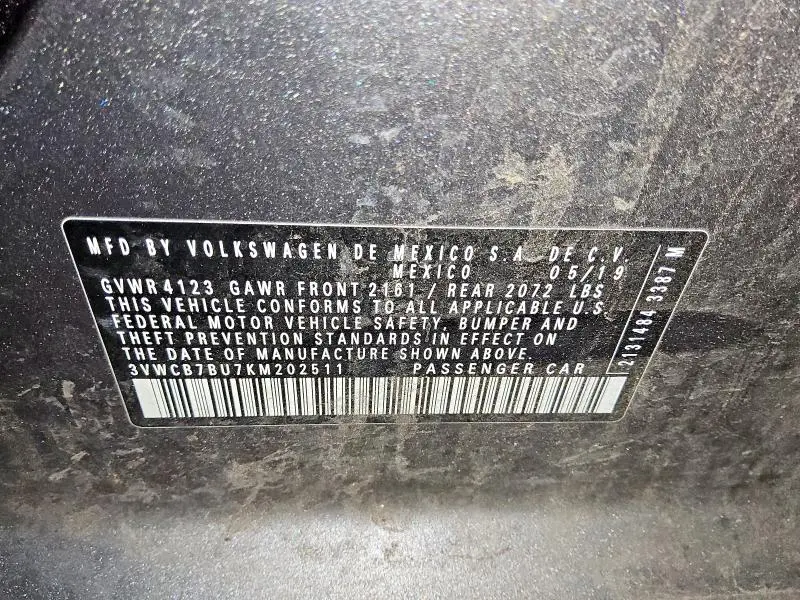 MFD BY VOLKSWAGEN DE MEXICO S.A. DE C.V.
MEXICO 05/19
GVWR 4123 GAWR FRONT 2161 / REAR 2072 LBS
THIS VEHICLE CONFORMS TO ALL APPLICABLE U.S
FEDERAL MOTOR VEHICLE SAFETY, BUMPER AND
THEFT PREVENTION STANDARDS IN EFFECT ON
THE DATE OF MANUFACTURE SHOWN ABOVE.
3VWCB7BU7KM202511 PASSENGER CAR
2131484 3387 M